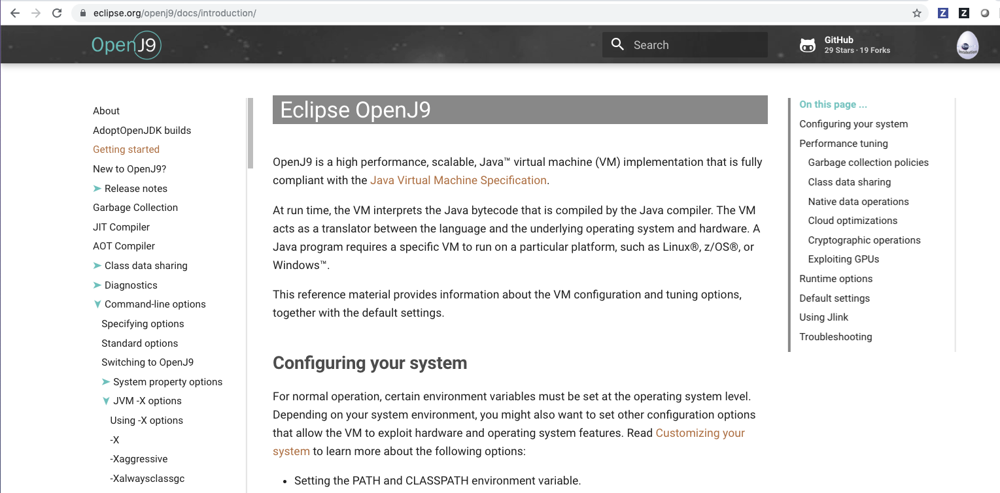 eclipse.org/openj9/docs/introduction/
Z
Z
OpenJ9
Search
GitHub
29 Stars · 19 Forks
About
AdoptOpenJDK builds
Getting started
New to OpenJ9?
Release notes
Garbage Collection
JIT Compiler
AOT Compiler
Class data sharing
Diagnostics
Command-line options
Specifying options
Standard options
Switching to OpenJ9
System property options
JVM -X options
Using -X options
-X
-Xaggressive
-Xalwaysclassgc
Eclipse OpenJ9
OpenJ9 is a high performance, scalable, Java™ virtual machine (VM) implementation that is fully
compliant with the Java Virtual Machine Specification.
At run time, the VM interprets the Java bytecode that is compiled by the Java compiler. The VM
acts as a translator between the language and the underlying operating system and hardware. A
Java program requires a specific VM to run on a particular platform, such as Linux®, z/OS®, or
Windows™.
This reference material provides information about the VM configuration and tuning options,
together with the default settings.
Configuring your system
For normal operation, certain environment variables must be set at the operating system level.
Depending on your system environment, you might also want to set other configuration options
that allow the VM to exploit hardware and operating system features. Read Customizing your
system to learn more about the following options:
• Setting the PATH and CLASSPATH environment variable.
On this page ...
Configuring your system
Performance tuning
Garbage collection policies
Class data sharing
Native data operations
Cloud optimizations
Cryptographic operations
Exploiting GPUs
Runtime options
Default settings
Using Jlink
Troubleshooting